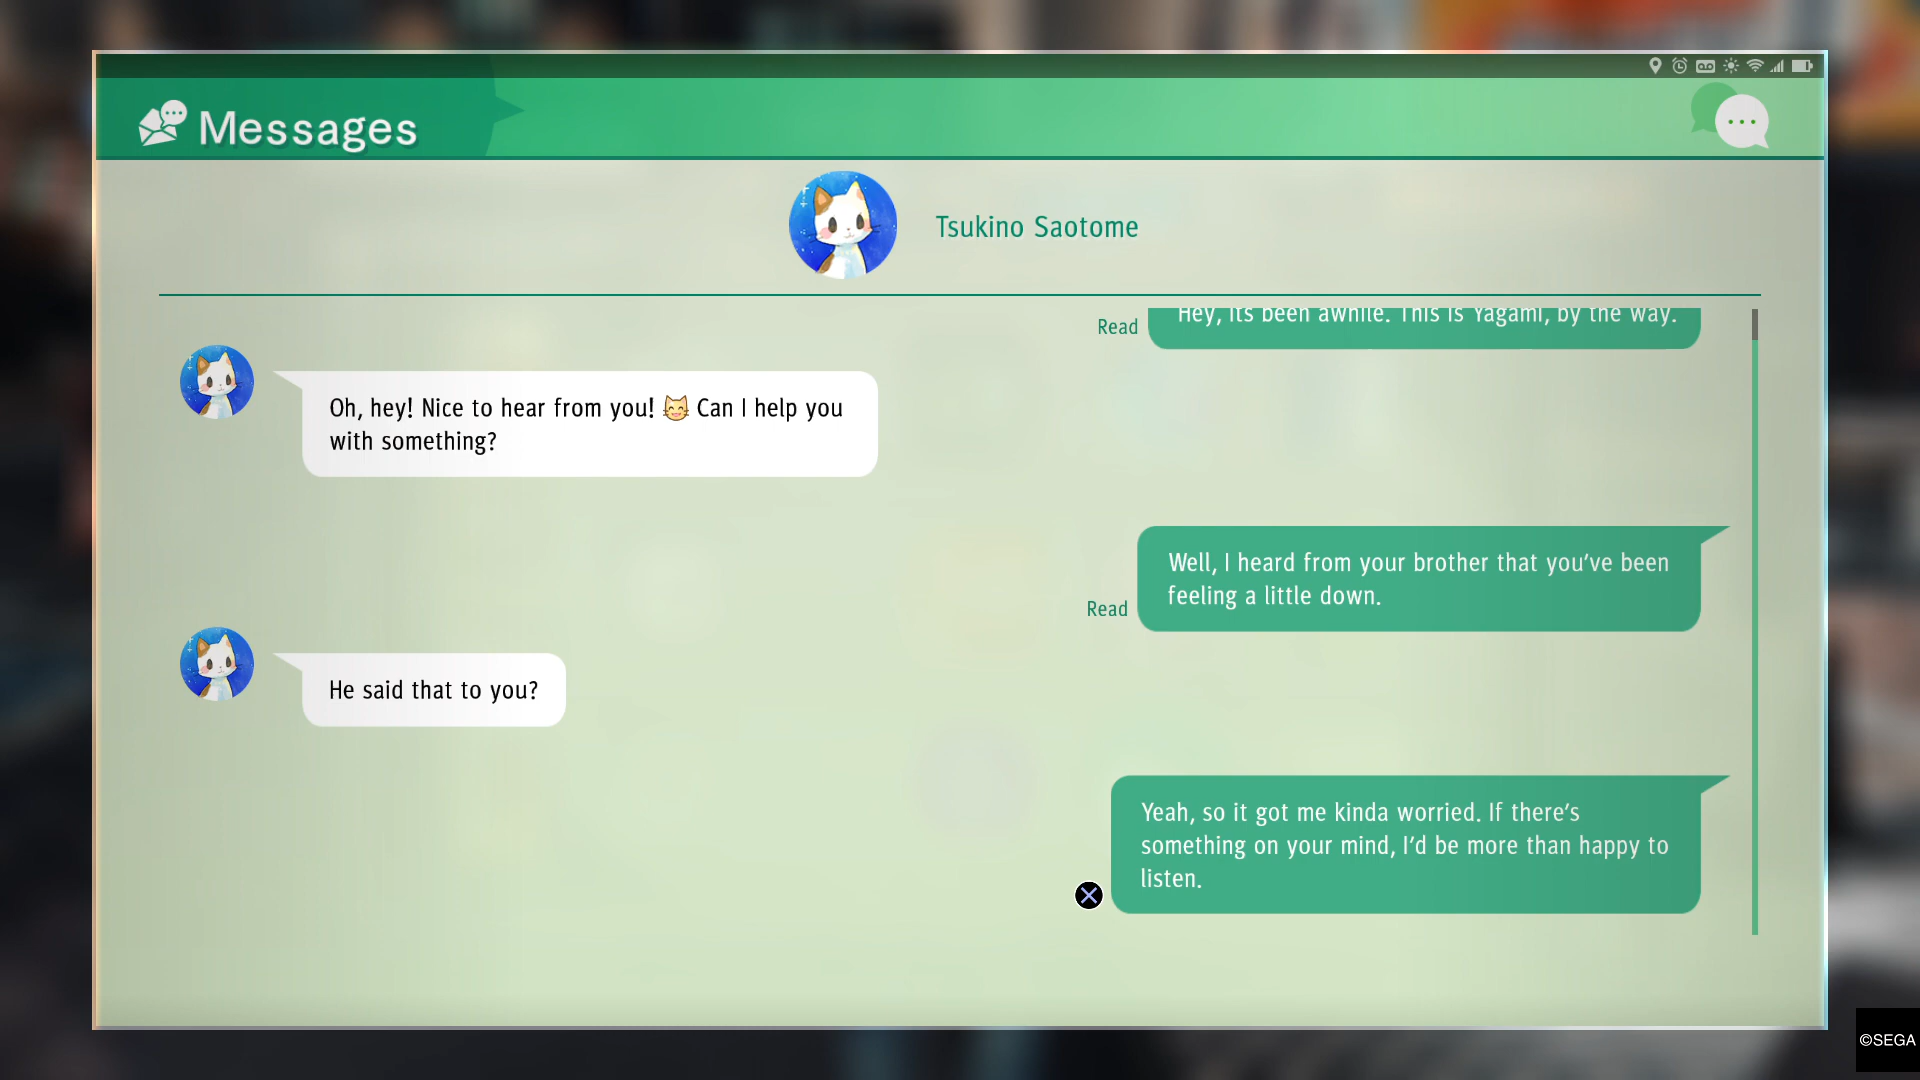 Messages
Tsukino Saotome
Hey, its been awhile. This is Yagami, by the way.
Read
Oh, hey! Nice to hear from you! 😸 Can I help you
with something?
Well, I heard from your brother that you've been
feeling a little down.
Read
He said that to you?
Yeah, so it got me kinda worried. If there's
something on your mind, I'd be more than happy to
listen.
©SEGA